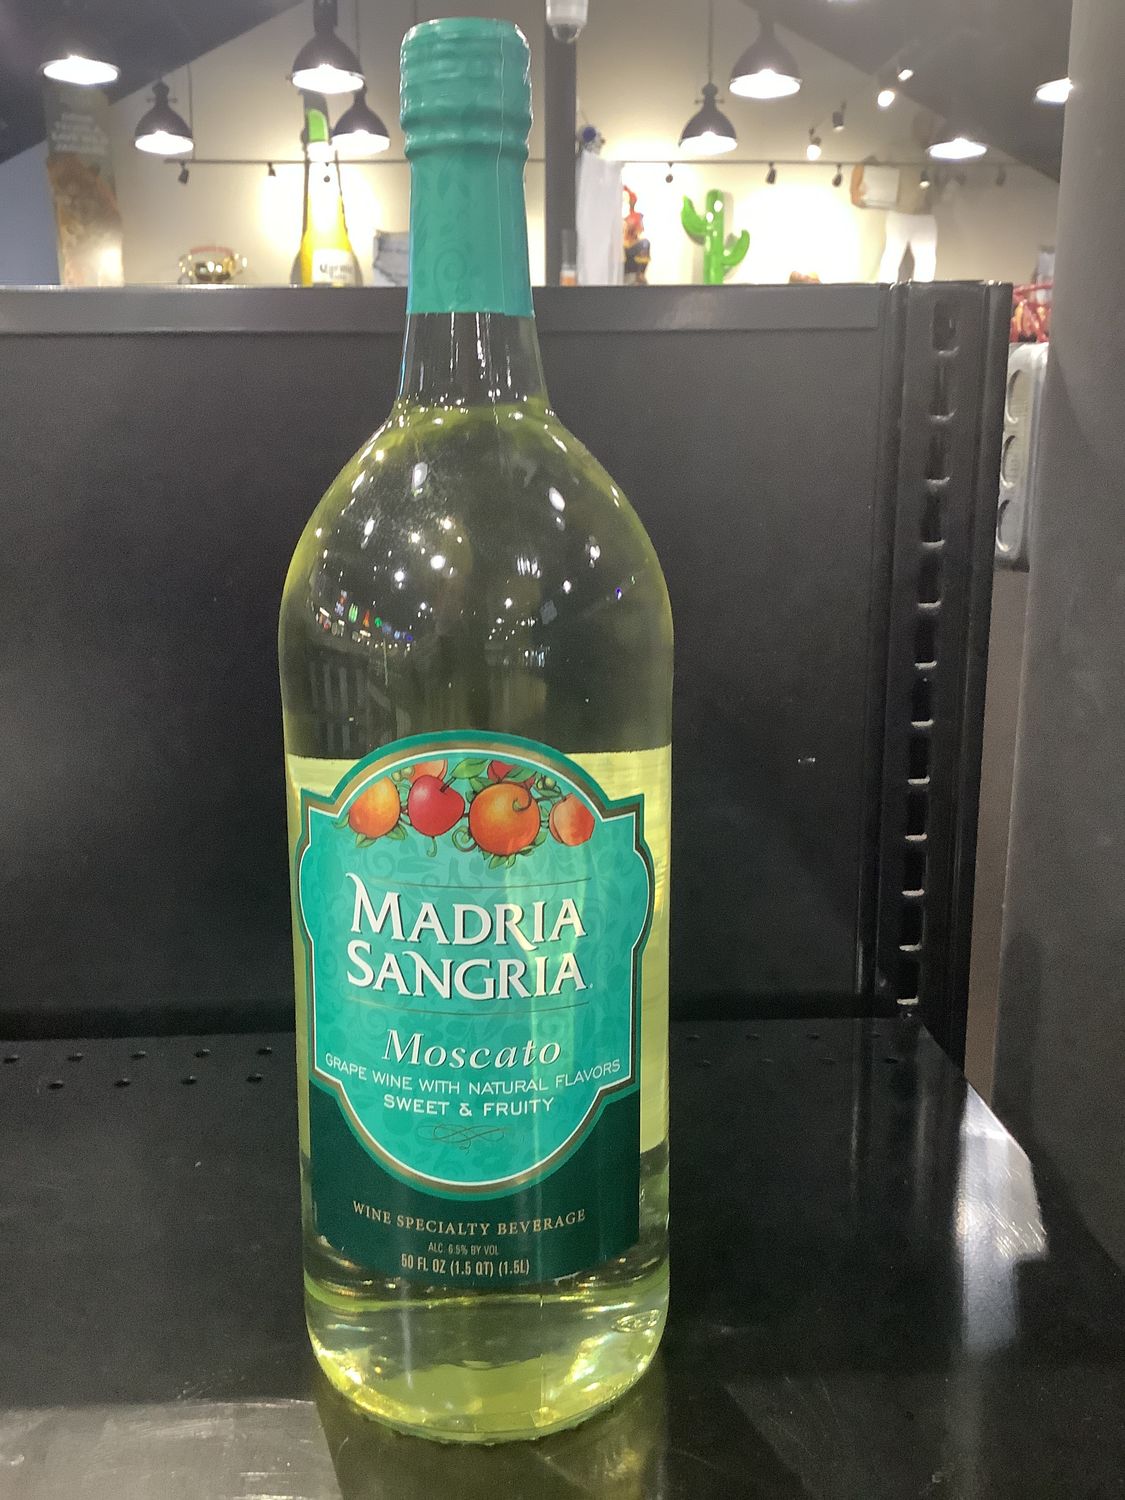 Corona
MADRIA
SANGRIA
Moscato
GRAPE WINE WITH NATURAL FLAVORS
SWEET & FRUITY
WINE SPECIALTY BEVERAGE
ALC. 6.5% BY VOL
50 FL OZ (1.5 QT) (1.5L)